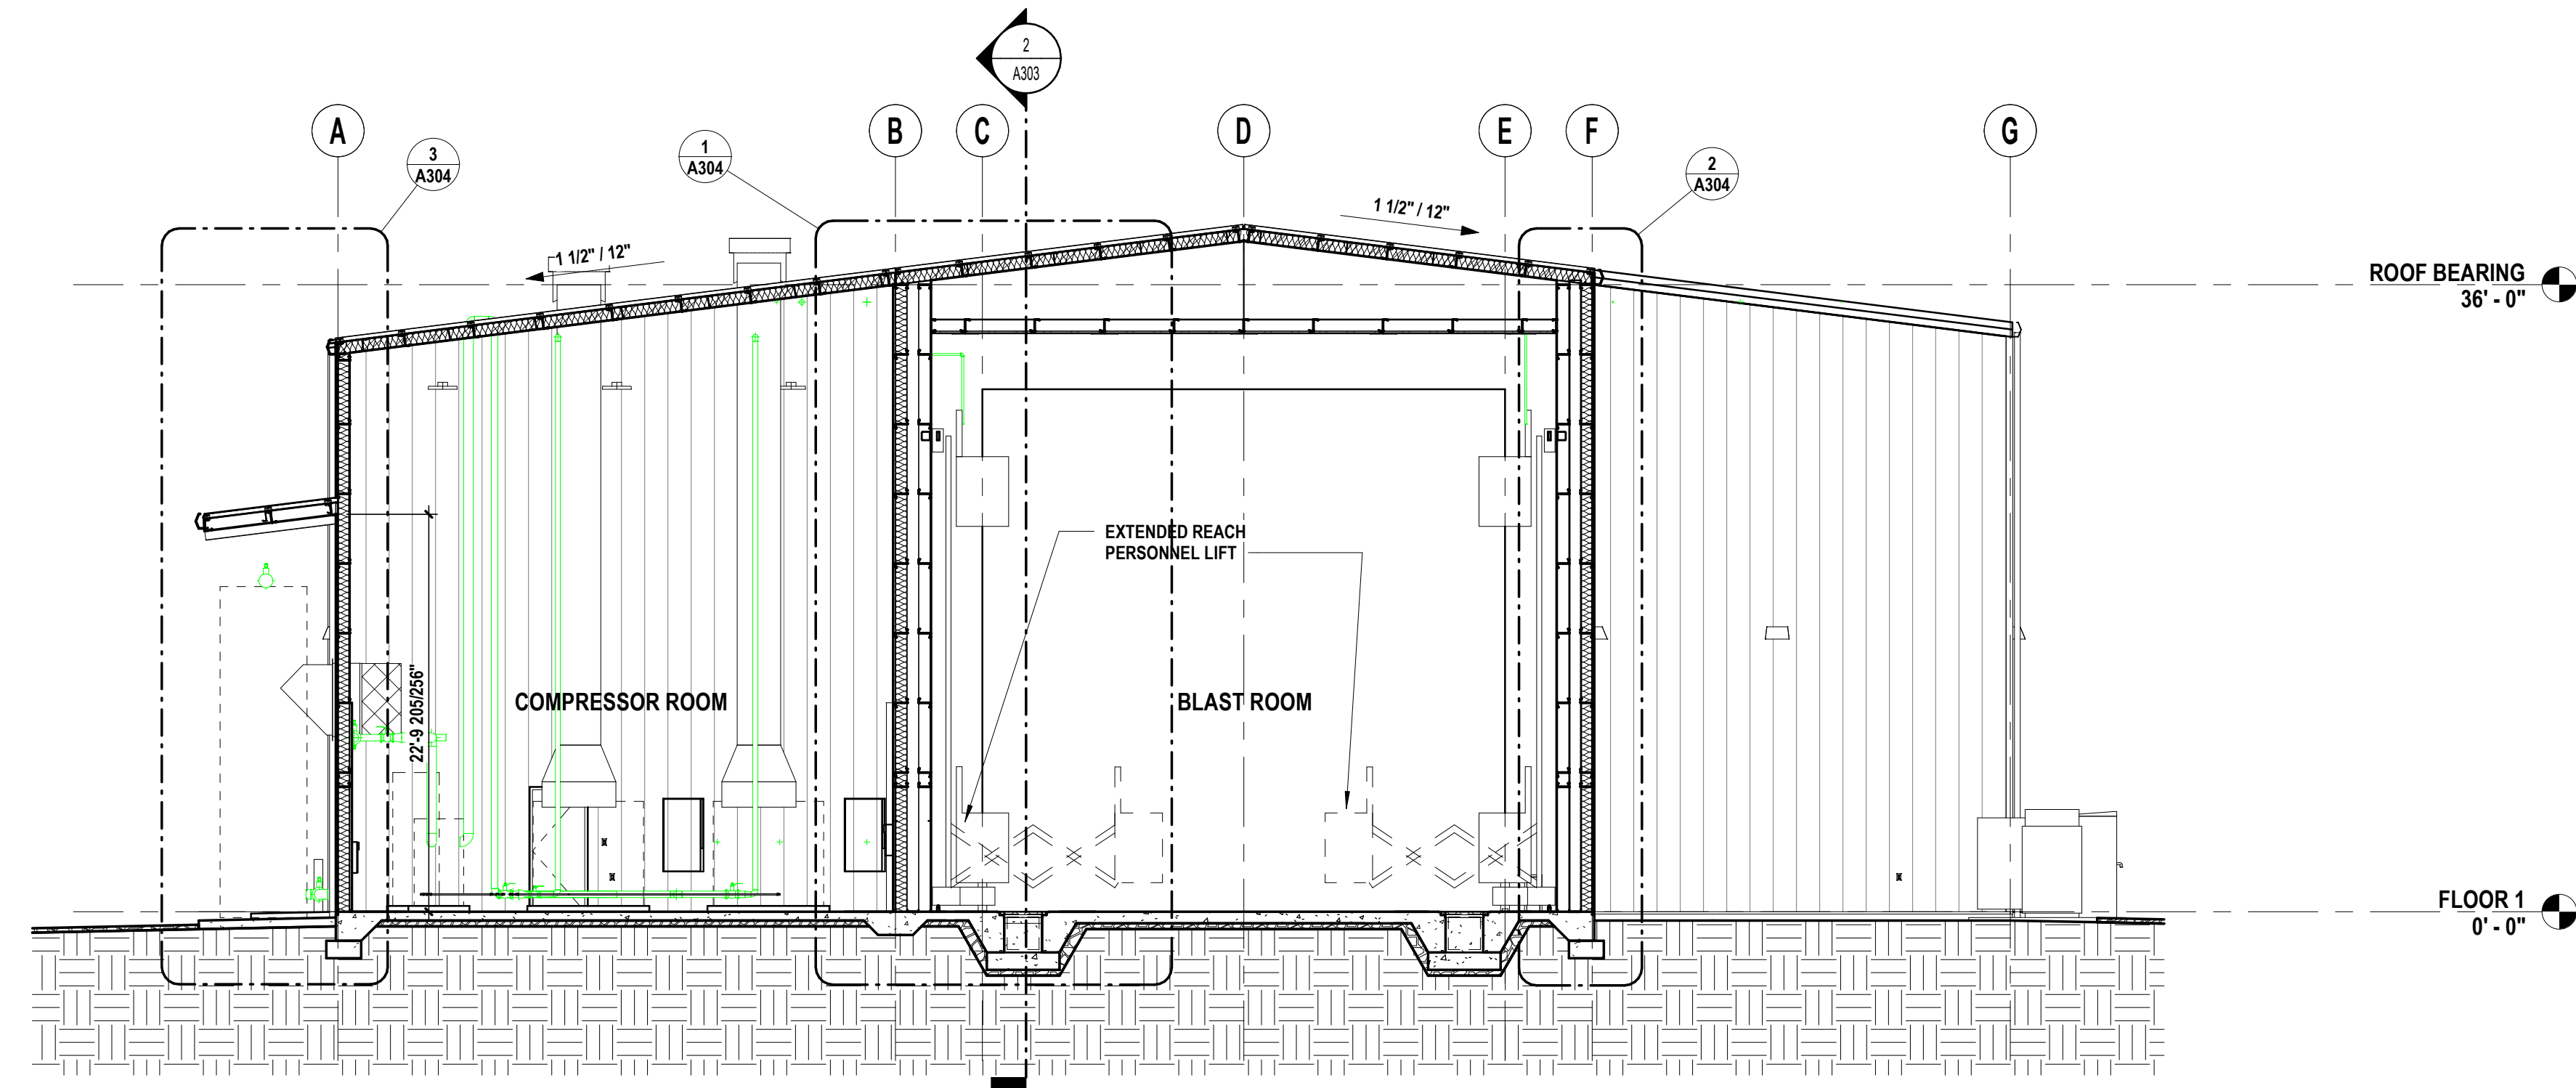 2
A303
A
B
C
D
E
F
G
3
A304
1
A304
2
A304
1 1/2" / 12"
1 1/2" / 12"
ROOF BEARING
36' - 0"
EXTENDED REACH
PERSONNEL LIFT
22'-9 205/256"
COMPRESSOR ROOM
BLAST ROOM
FLOOR 1
0' - 0"